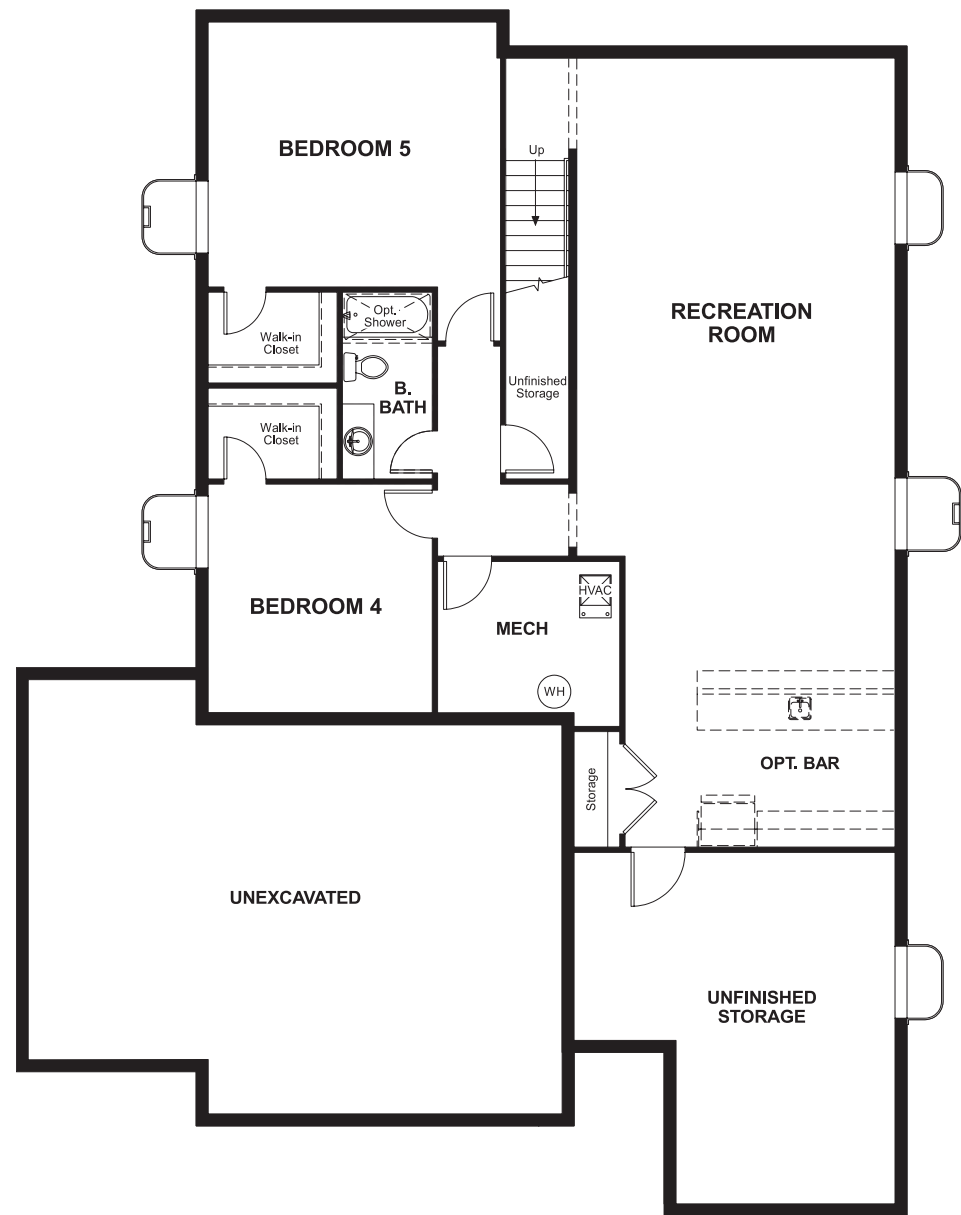 BEDROOM 5
Up
RECREATION
ROOM
Opt.
Shower
Walk-in
Closet
Unfinished
Storage
B.
BATH
Walk-in
Closet
BEDROOM 4
HVAC
MECH
WH
OPT. BAR
Storage
UNEXCAVATED
UNFINISHED
STORAGE